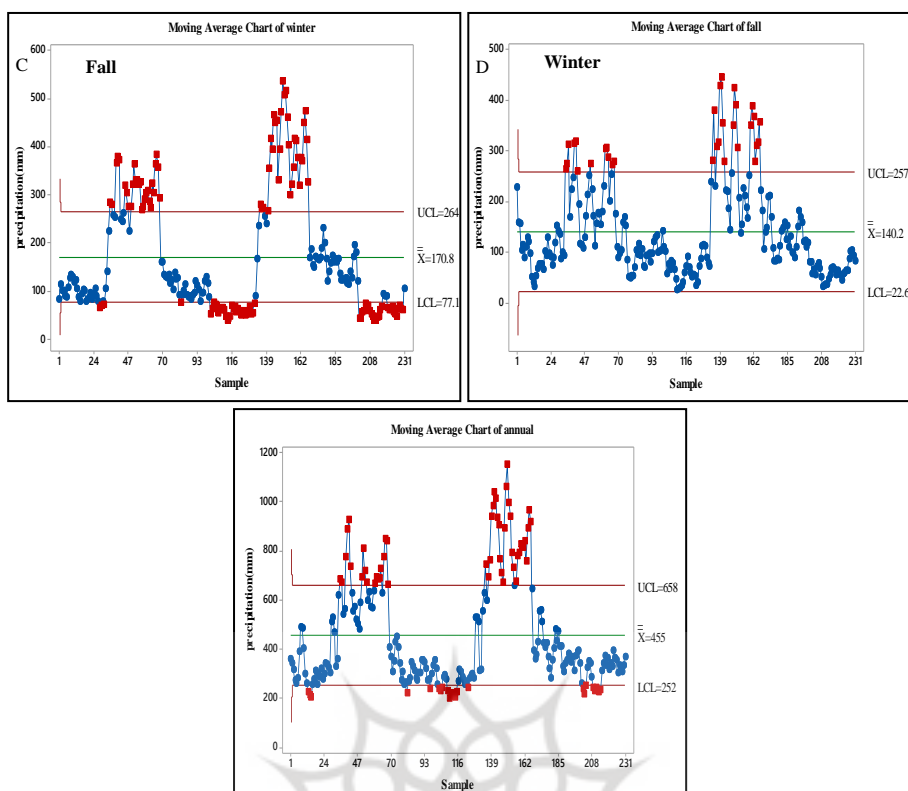 Moving Average Chart of winter
C
Fall
precipitation(mm)
600
500
400
300
200
100
0
UCL=264
X=170.8
LCL=77.1
1 24 47 70 93 116 139 162 185 208 231
Sample
Moving Average Chart of fall
D
Winter
precipitation(mm)
500
400
300
200
100
0
UCL=257
X=140.2
LCL=22.6
1 24 47 70 93 116 139 162 185 208 231
Sample
Moving Average Chart of annual
precipitation(mm)
1200
1000
800
600
400
200
0
UCL=658
X=455
LCL=252
1 24 47 70 93 116 139 162 185 208 231
Sample